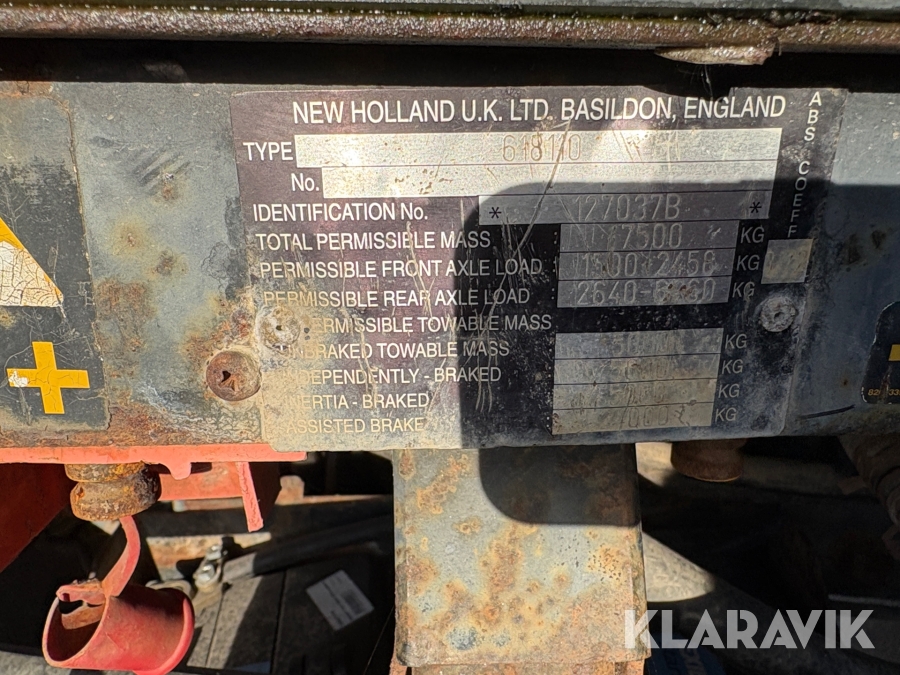 NEW HOLLAND U.K. LTD. BASILDON, ENGLAND
TYPE
No.
IDENTIFICATION No. * 127037B *
TOTAL PERMISSIBLE MASS 7500 KG
PERMISSIBLE FRONT AXLE LOAD KG
PERMISSIBLE REAR AXLE LOAD KG
PERMISSIBLE TOWABLE MASS
UNBRAKED TOWABLE MASS KG
INDEPENDENTLY - BRAKED KG
INERTIA - BRAKED KG
ASSISTED BRAKE KG
ABS COEFF
KLARAVIK